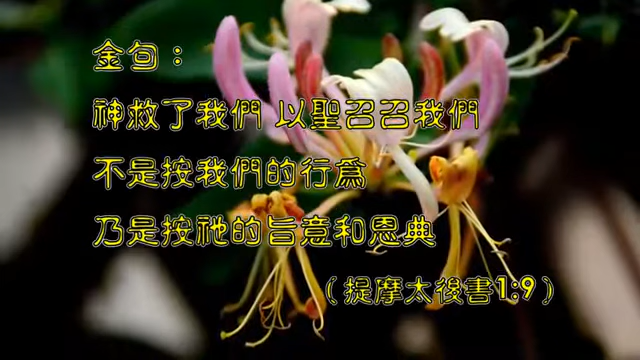 金句：
神救了我們 以聖召召我們
不是按我們的行為
乃是按祂的旨意和恩典
（提摩太後書1:9）